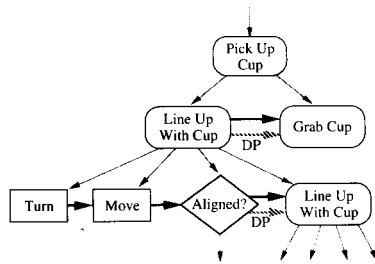 Pick Up
Cup
Line Up
With Cup
Grab Cup
DP
Turn
Move
Aligned?
Line Up
With Cup
DP